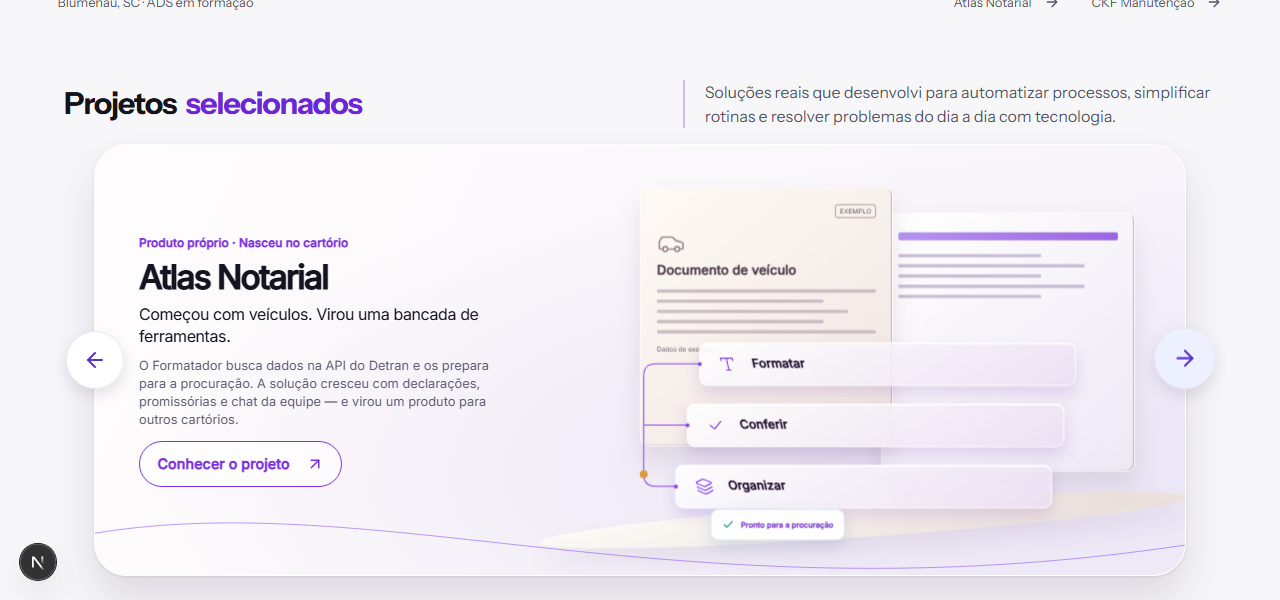 Blumenau, SC · ADS em formação
Atlas Notarial →
CKF Manutenção →
Projetos selecionados
Soluções reais que desenvolvi para automatizar processos, simplificar
rotinas e resolver problemas do dia a dia com tecnologia.
Produto próprio · Nasceu no cartório
Atlas Notarial
Começou com veículos. Virou uma bancada de
ferramentas.
O Formatador busca dados na API do Detran e os prepara
para a procuração. A solução cresceu com declarações,
promissórias e chat da equipe — e virou um produto para
outros cartórios.
Conhecer o projeto
EXEMPLO
Documento de veículo
Dados de
Formatar
Conferir
Organizar
Pronto para a procuração
N